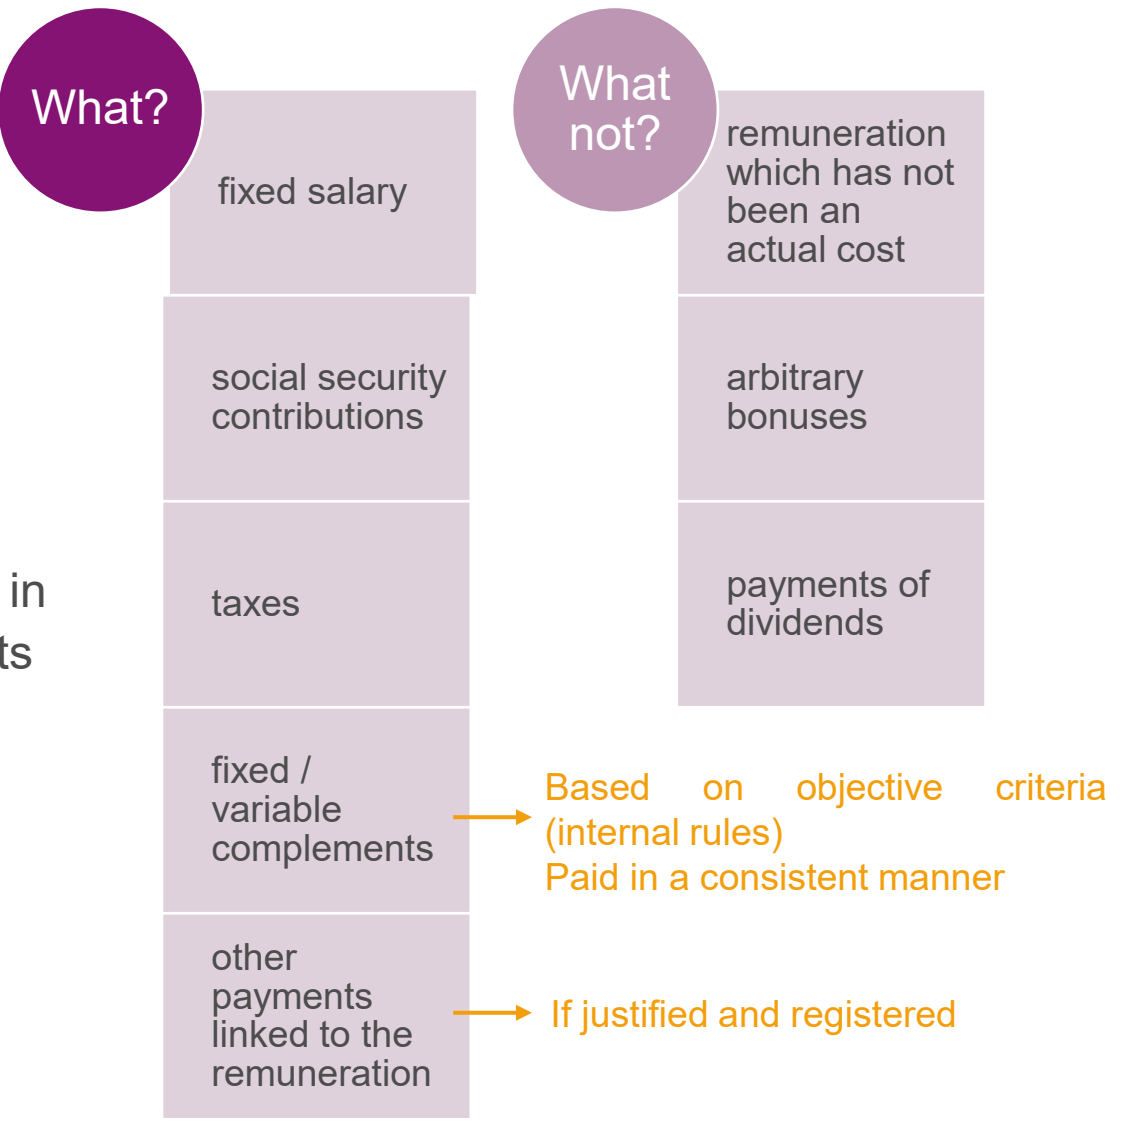 What?
fixed salary
social security
contributions
in
ts
taxes
fixed /
variable
complements
other
payments
linked to the
remuneration
What
not?
remuneration
which has not
been an
actual cost
arbitrary
bonuses
payments of
dividends
Based on objective criteria
(internal rules)
Paid in a consistent manner
If justified and registered